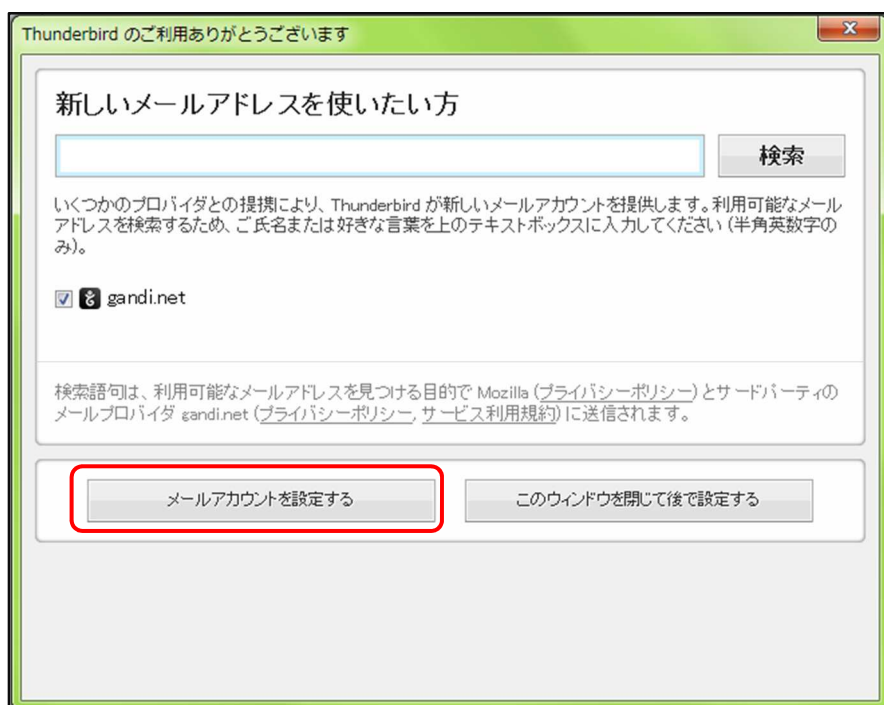 Thunderbird のご利用ありがとうございます
新しいメールアドレスを使いたい方
検索
いくつかのプロバイダとの提携により、Thunderbird が新しいメールアカウントを提供します。利用可能なメール
アドレスを検索するため、ご氏名または好きな言葉を上のテキストボックスに入力してください (半角英数字の
み)。
gandi.net
検索語句は、利用可能なメールアドレスを見つける目的で Mozilla (プライバシーポリシー) とサードパーティの
メールプロバイダ gandi.net (プライバシーポリシー, サービス利用規約) に送信されます。
メールアカウントを設定する
このウィンドウを閉じて後で設定する